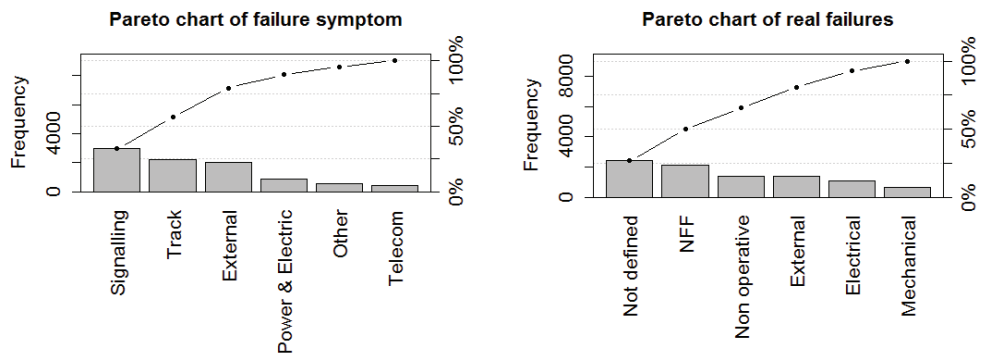 Pareto chart of failure symptom
Frequency
0
4000
0%
50%
100%
Signalling
Track
External
Power & Electric
Other
Telecom
Pareto chart of real failures
Frequency
0
4000
8000
0%
50%
100%
Not defined
NFF
Non operative
External
Electrical
Mechanical